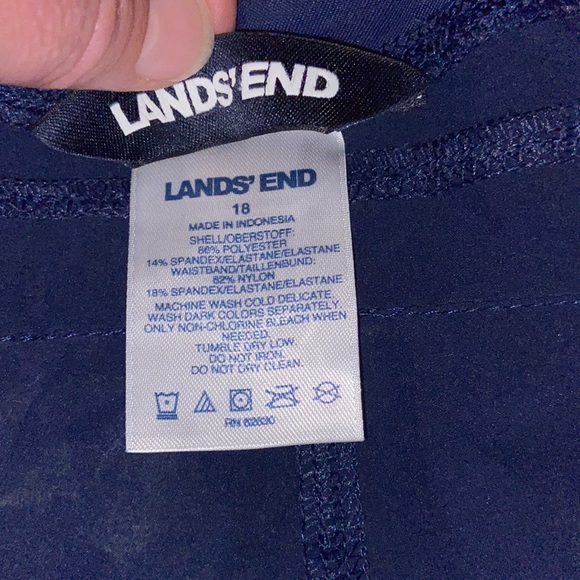 LANDS' END
LANDS' END
18
MADE IN INDONESIA
SHELL/OBERSTOFF:
86% POLYESTER
14% SPANDEX/ELASTANE/ELASTANE
WAISTBAND/TAILLENBUND:
82% NYLON
18% SPANDEX/ELASTANE/ELASTANE
MACHINE WASH COLD DELICATE.
WASH DARK COLORS SEPARATELY.
ONLY NON-CHLORINE BLEACH WHEN
NEEDED.
TUMBLE DRY LOW.
DO NOT IRON.
DO NOT DRY CLEAN.
RN 62830